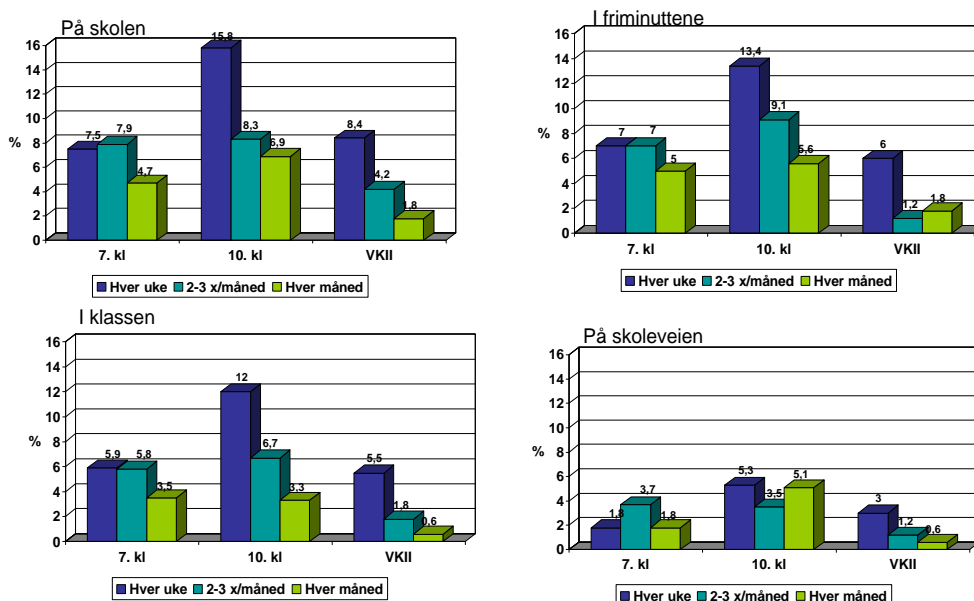 På skolen
16
14
12
10
%
8
6
4
2
0
7,5
7,9
4,7
15,8
8,3
6,9
8,4
4,2
1,8
7. kl
10. kl
VKII
Hver uke
2-3 x/måned
Hver måned
I friminuttene
16
14
12
10
%
8
6
4
2
0
7
7
5
13,4
9,1
5,6
6
1,2
1,8
7. kl
10. kl
VKII
Hver uke
2-3 x/måned
Hver måned
I klassen
16
14
12
10
%
8
6
4
2
0
5,9
5,8
3,5
12
6,7
3,3
5,5
1,8
0,6
7. kl
10. kl
VKII
Hver uke
2-3 x/måned
Hver måned
På skoleveien
16
14
12
10
%
8
6
4
2
0
1,8
3,7
1,8
5,3
3,5
5,1
3
1,2
0,6
7. kl
10. kl
VKII
Hver uke
2-3 x/måned
Hver måned